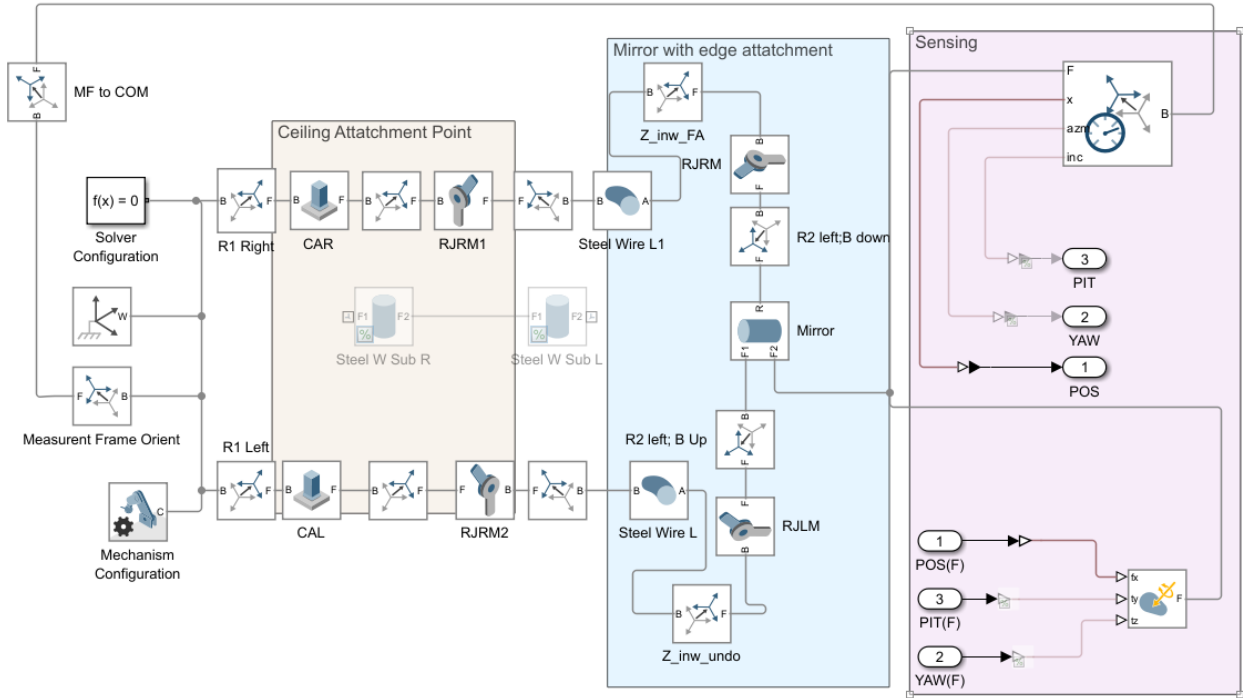 Mirror with edge attatchment
Sensing
F
MF to COM
B
F
x
azm
inc
B
B
F
Z_inw_FA
Ceiling Attatchment Point
RJRM
B
F
f(x) = 0
Solver
Configuration
B
F
R1 Right
B
F
CAR
B
F
B
F
RJRM1
F
B
B
A
Steel Wire L1
B
F
R2 left;B down
3
PIT
W
F1
F2
Steel W Sub R
F1
F2
Steel W Sub L
R
Mirror
F1
F2
2
YAW
1
POS
F
B
Measurent Frame Orient
R1 Left
B
F
R2 left; B Up
B
F
B
F
CAL
B
F
F
B
RJRM2
F
B
B
A
Steel Wire L
F
RJLM
B
C
Mechanism
Configuration
1
POS(F)
3
PIT(F)
2
YAW(F)
fx
ty
tz
F
B
F
Z_inw_undo